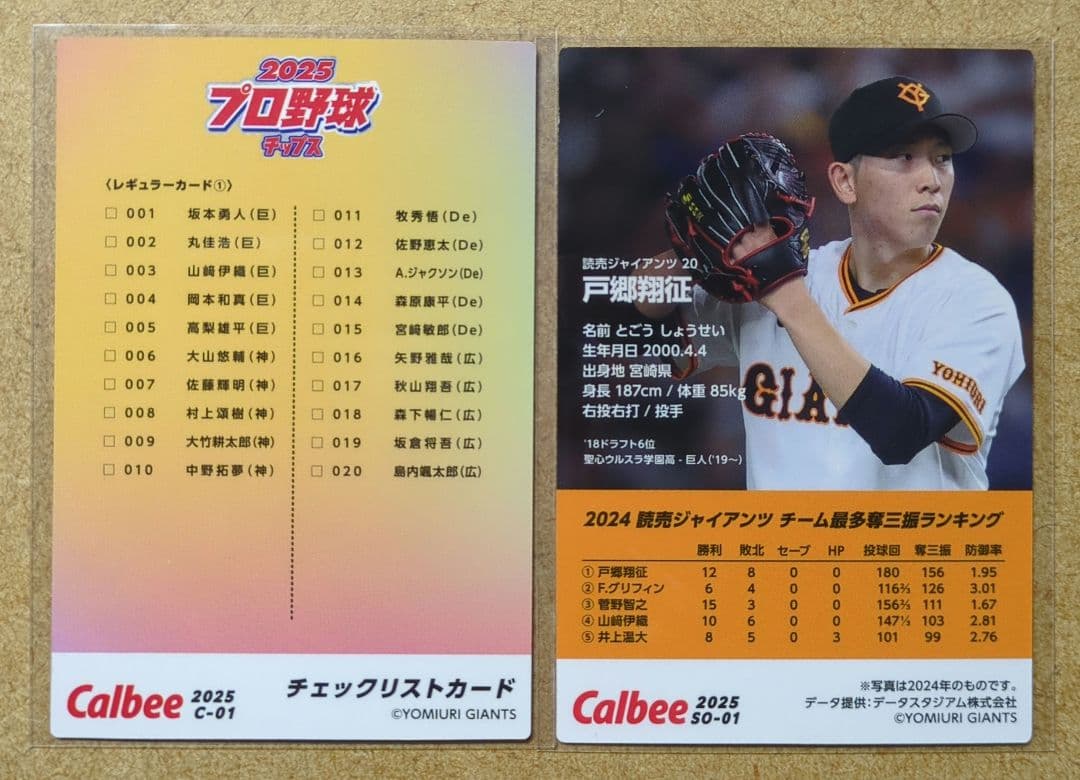 2025
プロ野球
チップス
〈レギュラーカード①〉
□ 001 坂本勇人(巨)
□ 002 丸佳浩(巨)
□ 003 山﨑伊織(巨)
□ 004 岡本和真(巨)
□ 005 高梨雄平(巨)
□ 006 大山悠輔(神)
□ 007 佐藤輝明(神)
□ 008 村上頌樹(神)
□ 009 大竹耕太郎(神)
□ 010 中野拓夢(神)
□ 011 牧秀悟(De)
□ 012 佐野恵太(De)
□ 013 A.ジャクソン(De)
□ 014 森原康平(De)
□ 015 宮﨑敏郎(De)
□ 016 矢野雅哉(広)
□ 017 秋山翔吾(広)
□ 018 森下暢仁(広)
□ 019 坂倉将吾(広)
□ 020 島内颯太郎(広)
Calbee 2025 C-01
チェックリストカード
©YOMIURI GIANTS
YG
YOMIURI
GIA
読売ジャイアンツ 20
戸郷翔征
名前 とごう しょうせい
生年月日 2000.4.4
出身地 宮崎県
身長 187cm / 体重 85kg
右投右打 / 投手
'18ドラフト6位
聖心ウルスラ学園高 - 巨人('19〜)
2024 読売ジャイアンツ チーム最多奪三振ランキング
勝利 敗北 セーブ HP 投球回 奪三振 防御率
① 戸郷翔征 12 8 0 0 180 156 1.95
② F.グリフィン 6 4 0 0 116⅔ 126 3.01
③ 菅野智之 15 3 0 0 156⅔ 111 1.67
④ 山﨑伊織 10 6 0 0 147⅓ 103 2.81
⑤ 井上温大 8 5 0 3 101 99 2.76
Calbee 2025 SO-01
※写真は2024年のものです。
データ提供：データスタジアム株式会社
©YOMIURI GIANTS